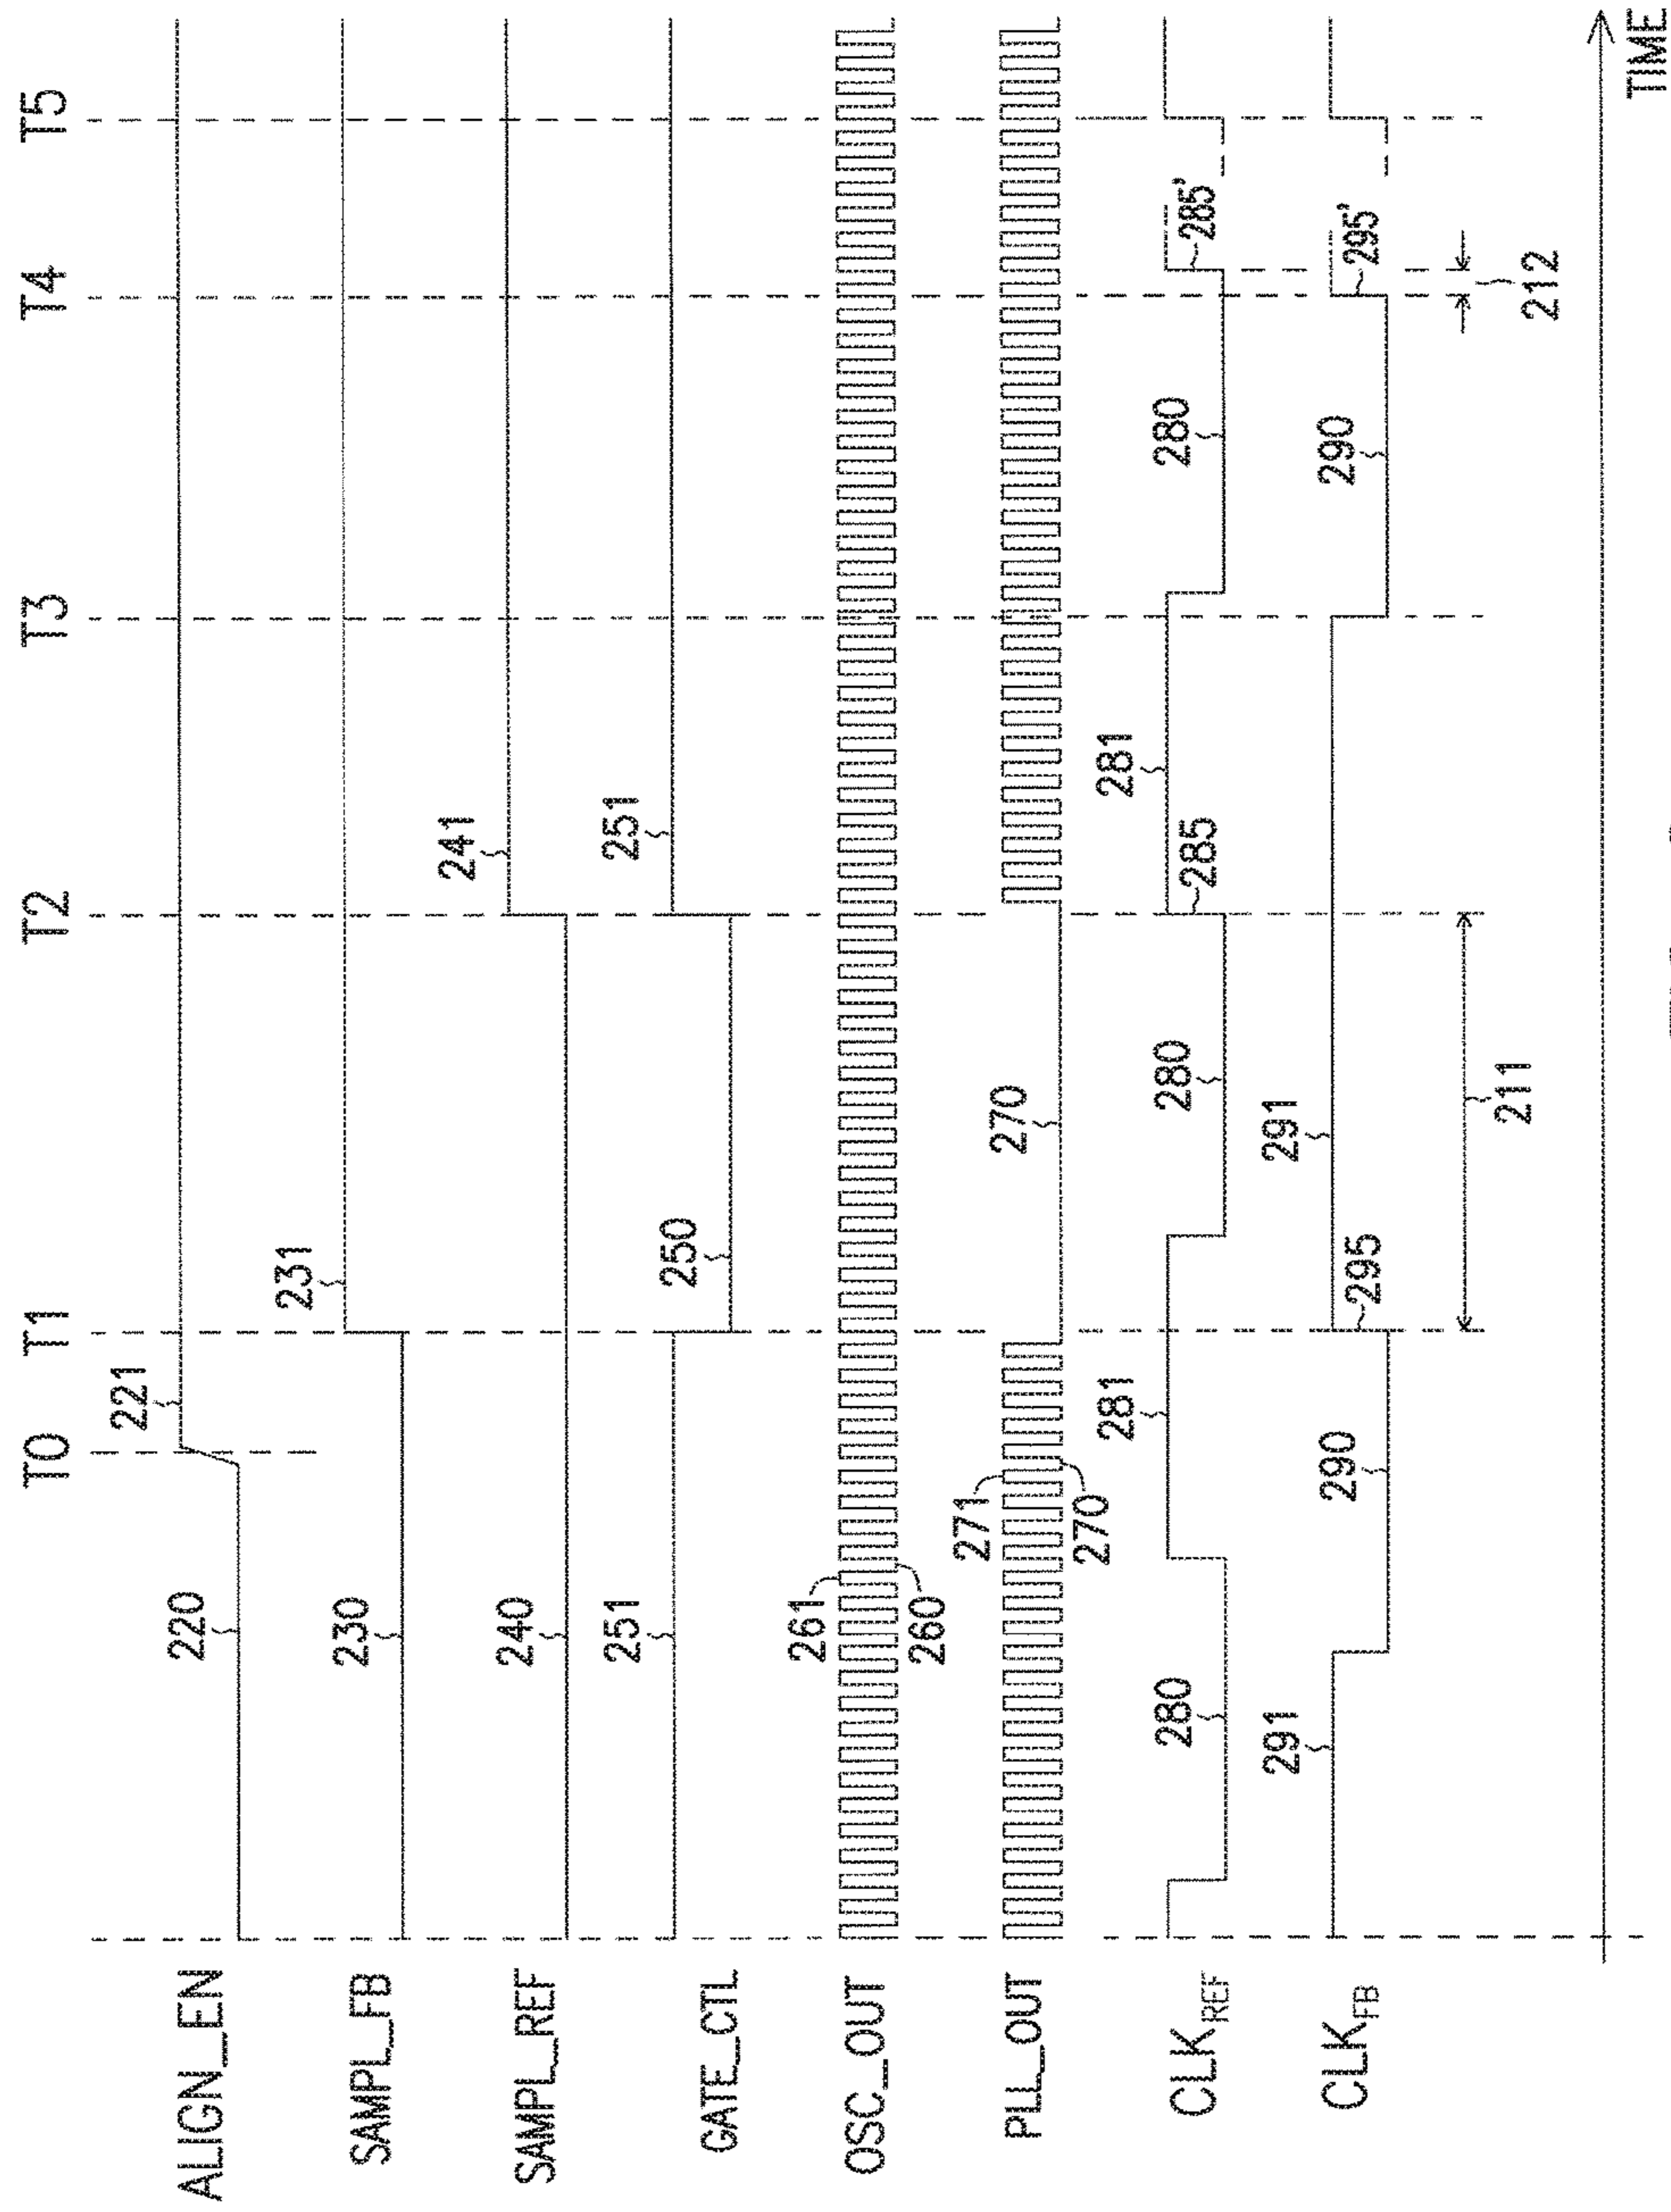 T0 T1 T2 T3 T4 T5
ALIGN_EN 220 221
SAMPL_FB 230 231
SAMPL_REF 240 241
GATE_CTL 251 250 251
OSC_OUT 261 260
PLL_OUT 271 270 270
CLKREF 280 281 280 285 281 280 285'
CLKFB 291 290 295 291 290 295'
211 212
TIME